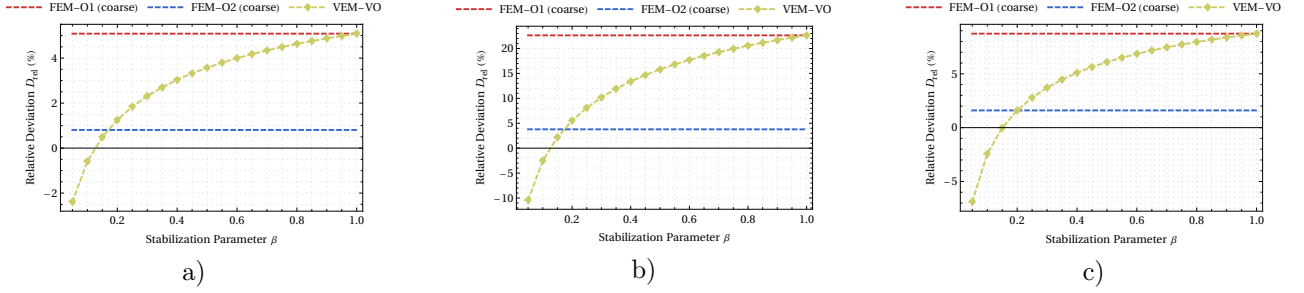 FEM−O1 (coarse) FEM−O2 (coarse) VEM−VO
Relative Deviation D_rel (%)
4
2
0
−2
0.2 0.4 0.6 0.8 1.0
Stabilization Parameter β
a)
FEM−O1 (coarse) FEM−O2 (coarse) VEM−VO
Relative Deviation D_rel (%)
20
15
10
5
0
−5
−10
0.2 0.4 0.6 0.8 1.0
Stabilization Parameter β
b)
FEM−O1 (coarse) FEM−O2 (coarse) VEM−VO
Relative Deviation D_rel (%)
5
0
−5
0.2 0.4 0.6 0.8 1.0
Stabilization Parameter β
c)